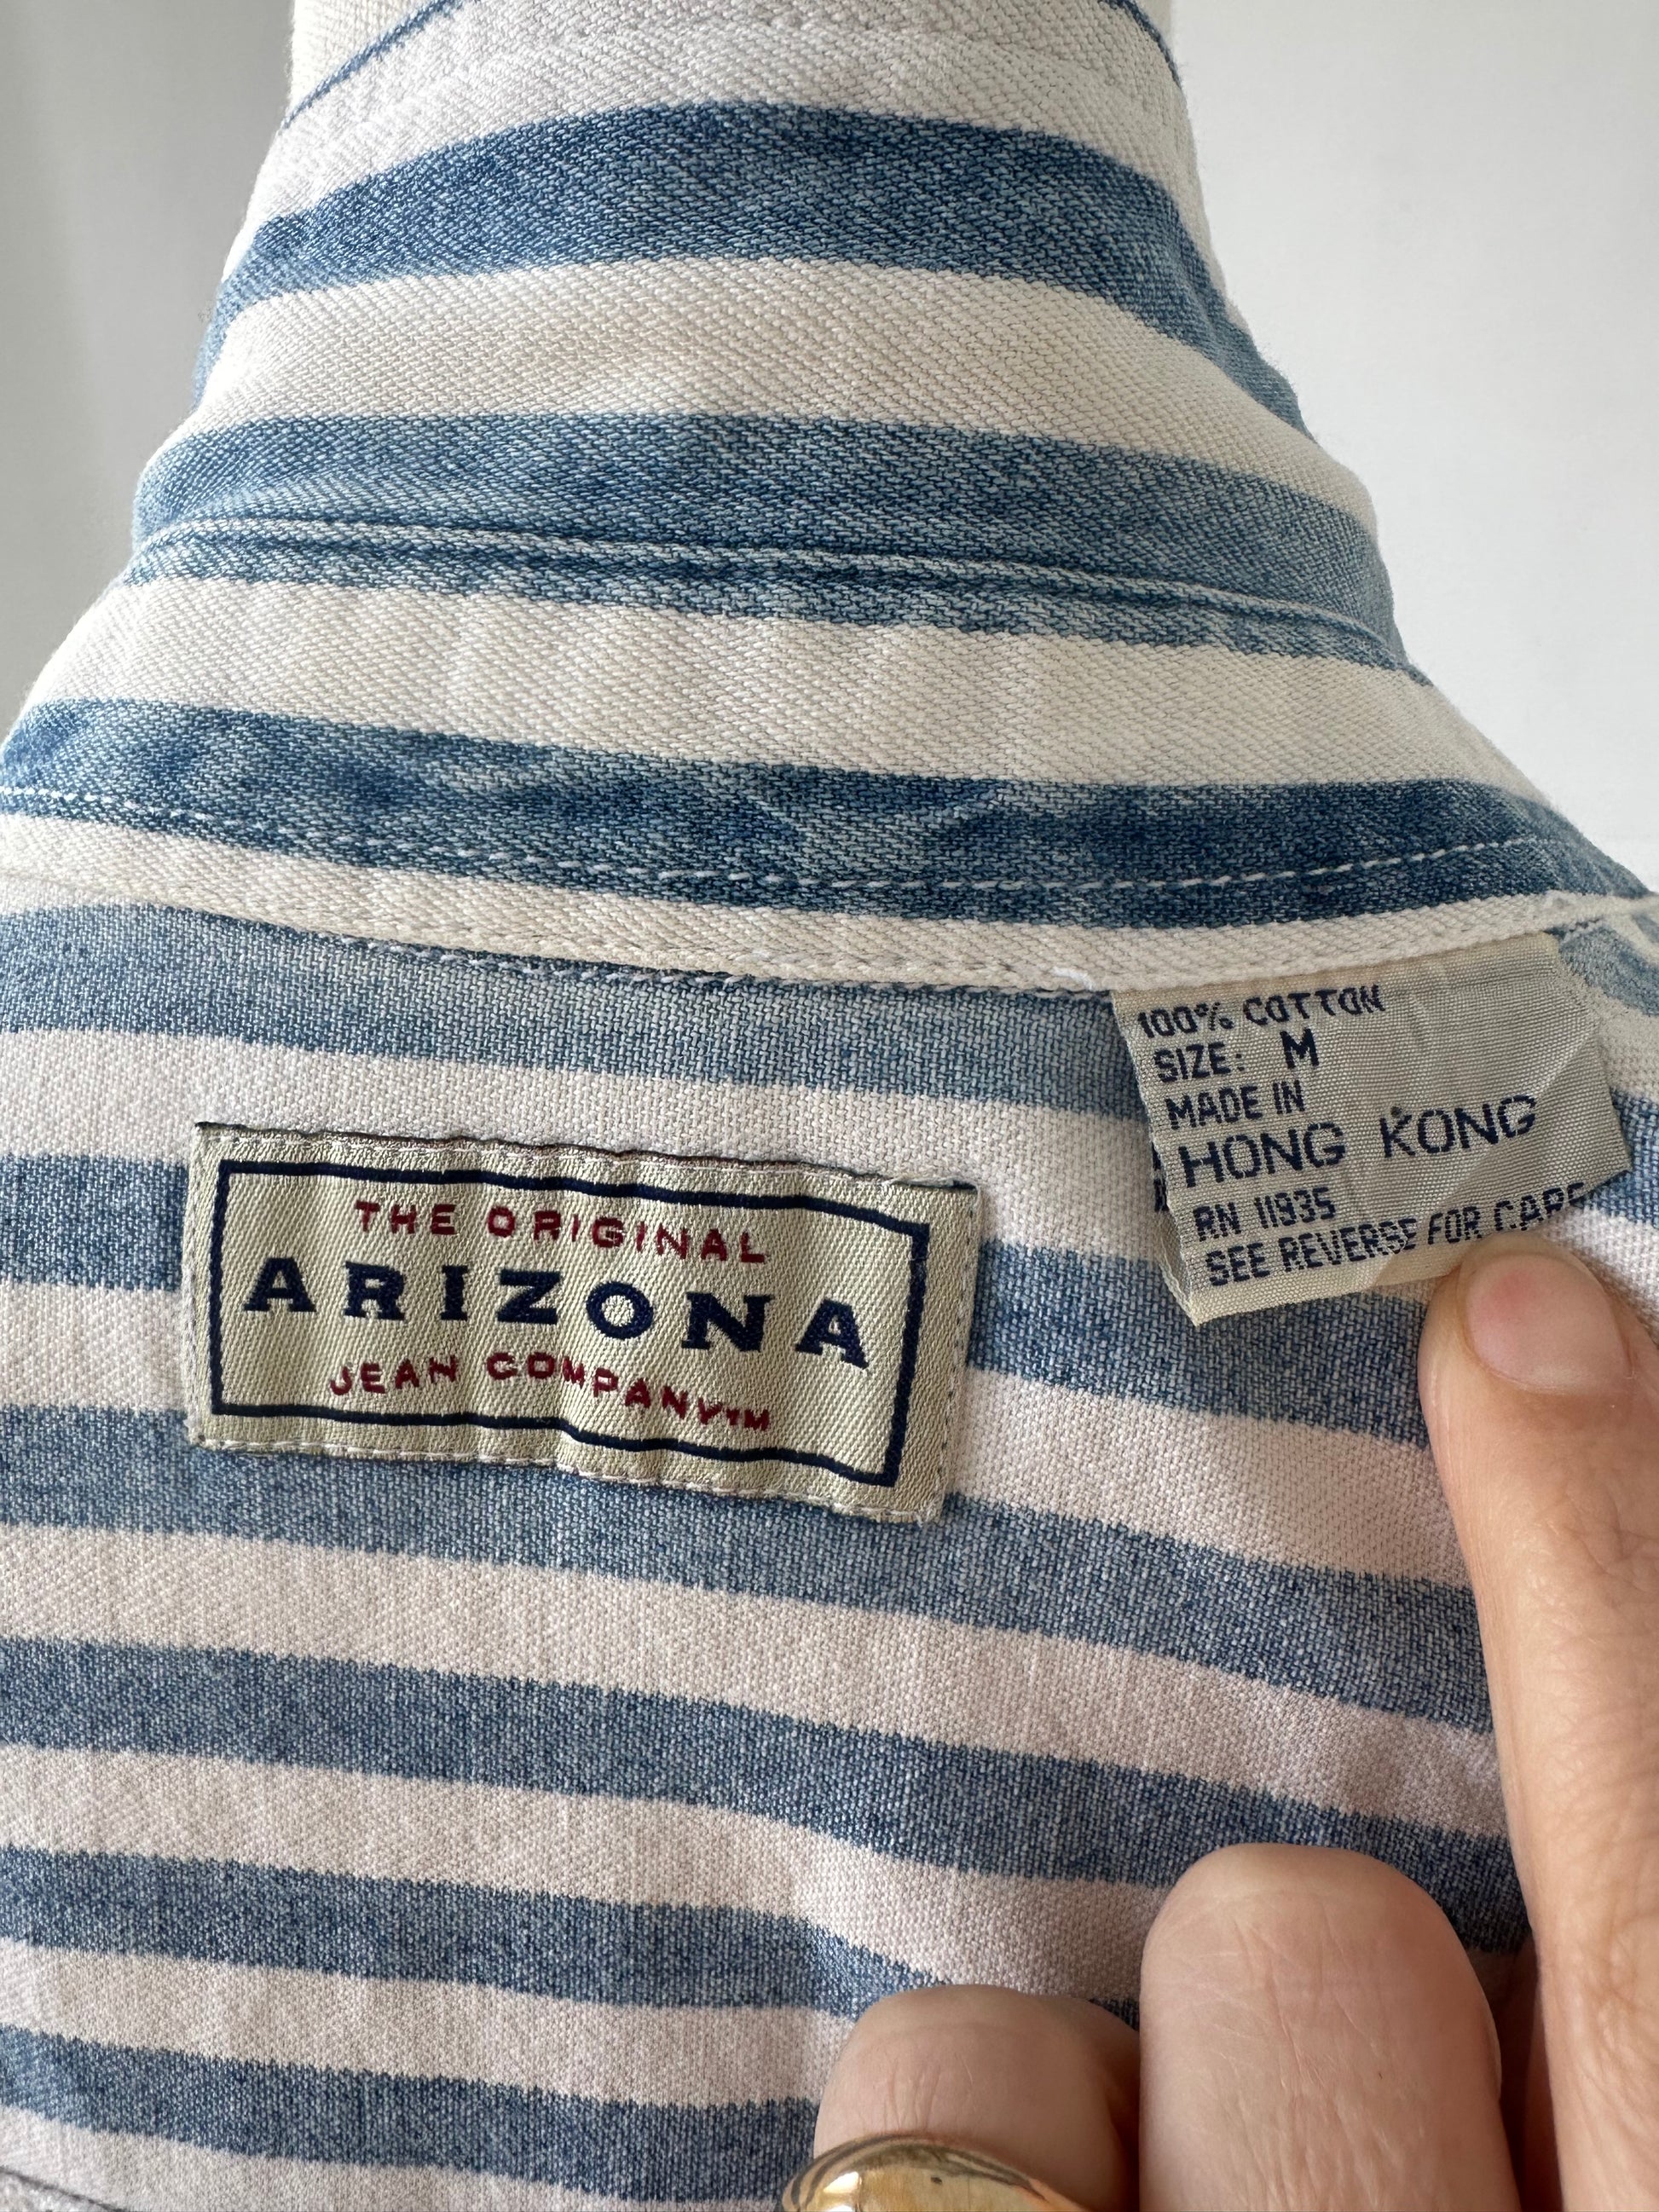 THE ORIGINAL
ARIZONA
JEAN COMPANY™
100% COTTON
SIZE: M
MADE IN
HONG KONG
RN 11935
SEE REVERSE FOR CARE